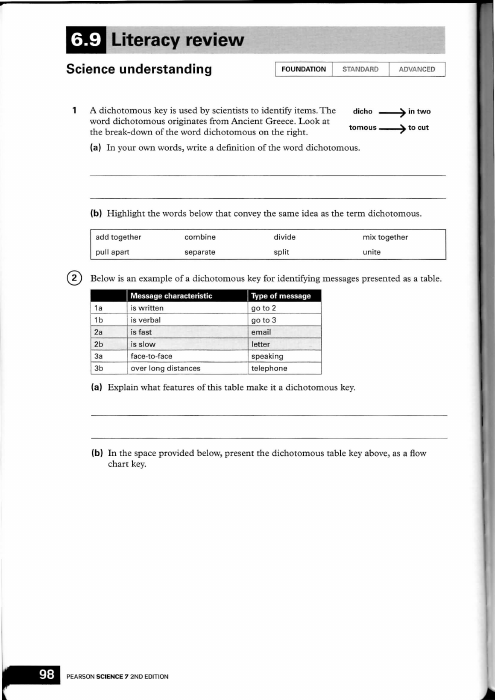 6.9 Literacy review
Science understanding
FOUNDATION STANDARD ADVANCED
1 A dichotomous key is used by scientists to identify items. The
word dichotomous originates from Ancient Greece. Look at
the break-down of the word dichotomous on the right.
dicho → in two
tomous → to cut
(a) In your own words, write a definition of the word dichotomous.
(b) Highlight the words below that convey the same idea as the term dichotomous.
add together combine divide mix together
pull apart separate split unite
2 Below is an example of a dichotomous key for identifying messages presented as a table.
Message characteristic Type of message
1a is written go to 2
1b is verbal go to 3
2a is fast email
2b is slow letter
3a face-to-face speaking
3b over long distances telephone
(a) Explain what features of this table make it a dichotomous key.
(b) In the space provided below, present the dichotomous table key above, as a flow
chart key.
98 PEARSON SCIENCE 7 2ND EDITION